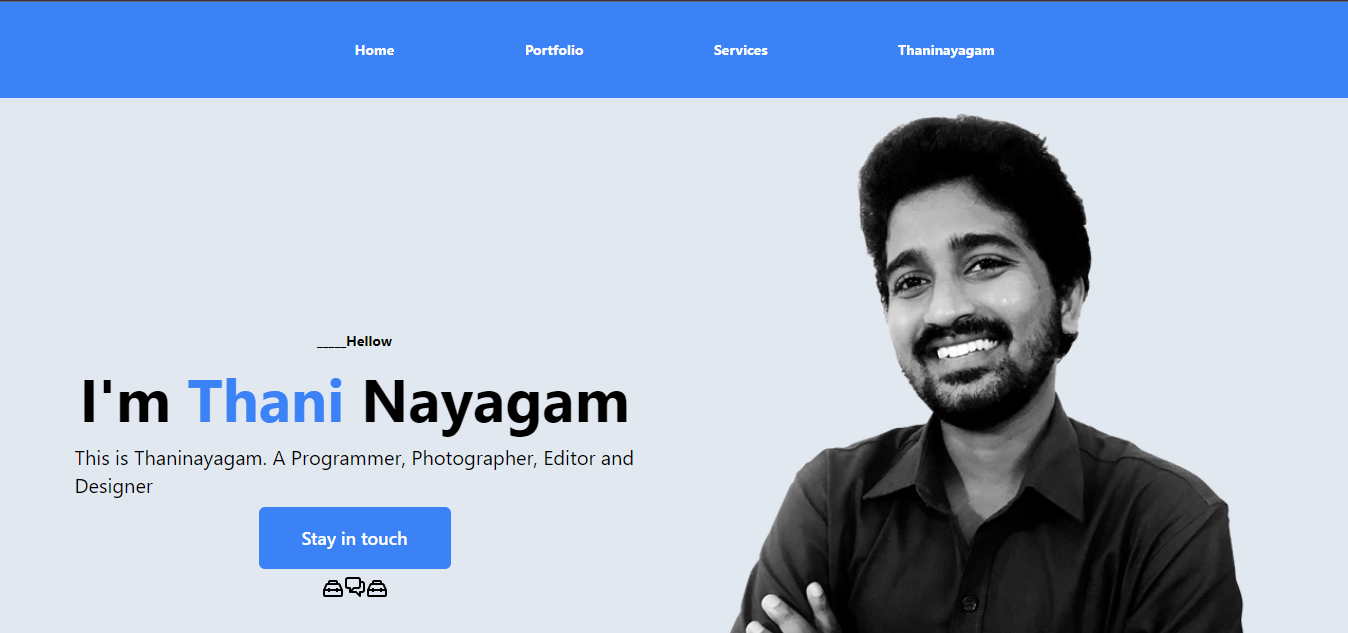 Home Portfolio Services Thaninayagam
_____Hellow
I'm Thani Nayagam
This is Thaninayagam. A Programmer, Photographer, Editor and
Designer
Stay in touch